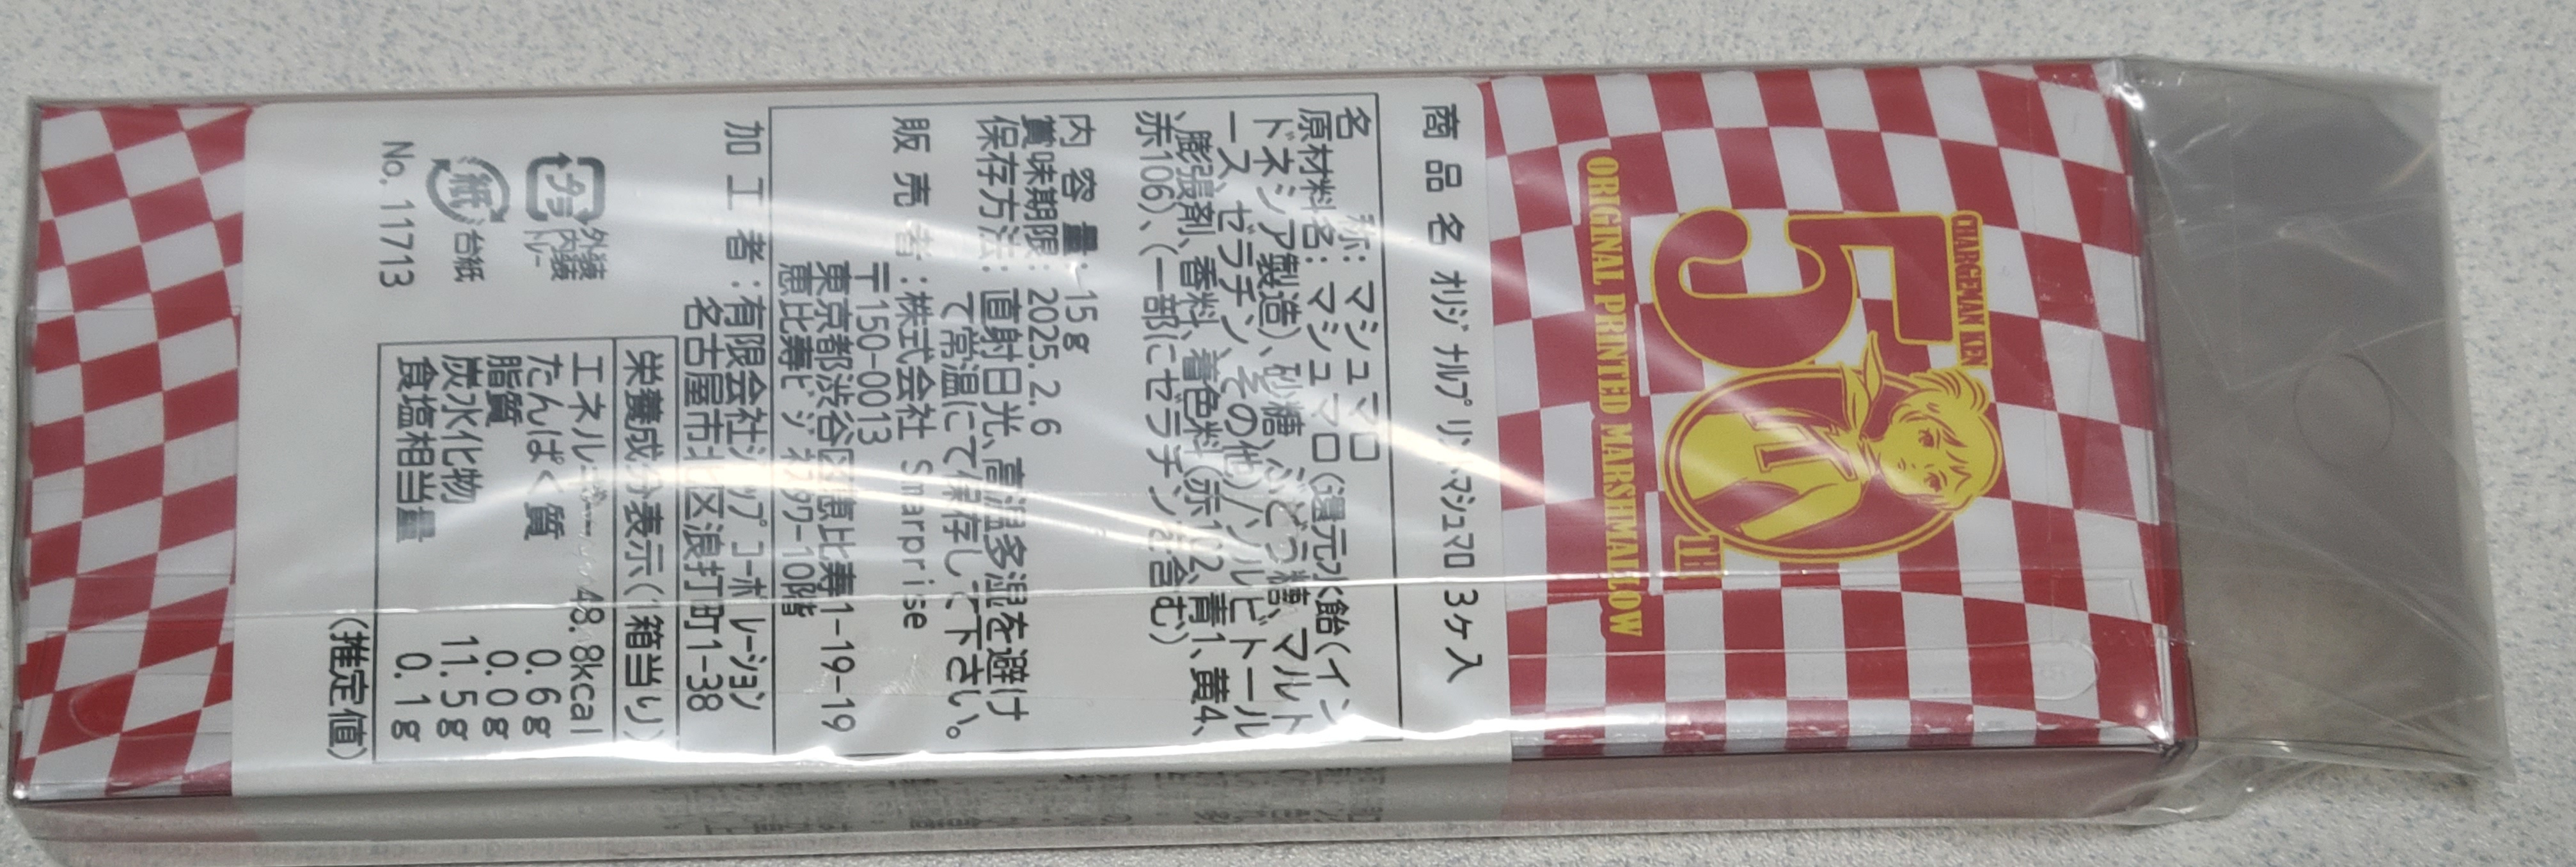 CHARGEMAN KEN
50TH
ORIGINAL PRINTED MARSHMALLOW
商品名 オリジナルプリントマシュマロ 3ヶ入
名　　称: マシュマロ
原材料名: マシュマロ(還元水飴(イン
ドネシア製造)、砂糖、ぶどう糖、マルト
ース、ゼラチン、その他)/ソルビトール
、膨張剤、香料、着色料(赤102、青1、黄4、
赤106)、(一部にゼラチンを含む)
内 容 量: 15g
賞味期限: 2025.2.6
保存方法: 直射日光、高温多湿を避け
て常温にて保存して下さい。
販 売 者:株式会社 Smarprise
〒150-0013
東京都渋谷区恵比寿1-19-19
恵比寿ビジネスタワー10階
加 工 者:有限会社ジップコーポレーション
名古屋市北区浪打町1-38
栄養成分表示(1箱当り)
エネルギー 48.8kcal
たんぱく質 0.6g
脂質 0.0g
炭水化物 11.5g
食塩相当量 0.1g
(推定値)
プラ 外装
内装
トレー
紙 台紙
No. 11713